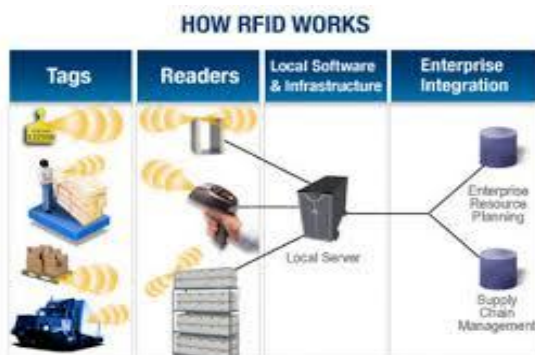 HOW RFID WORKS
Tags
Readers
Local Software
& Infrastructure
Enterprise
Integration
Local Server
Enterprise
Resource
Planning
Supply
Chain
Management